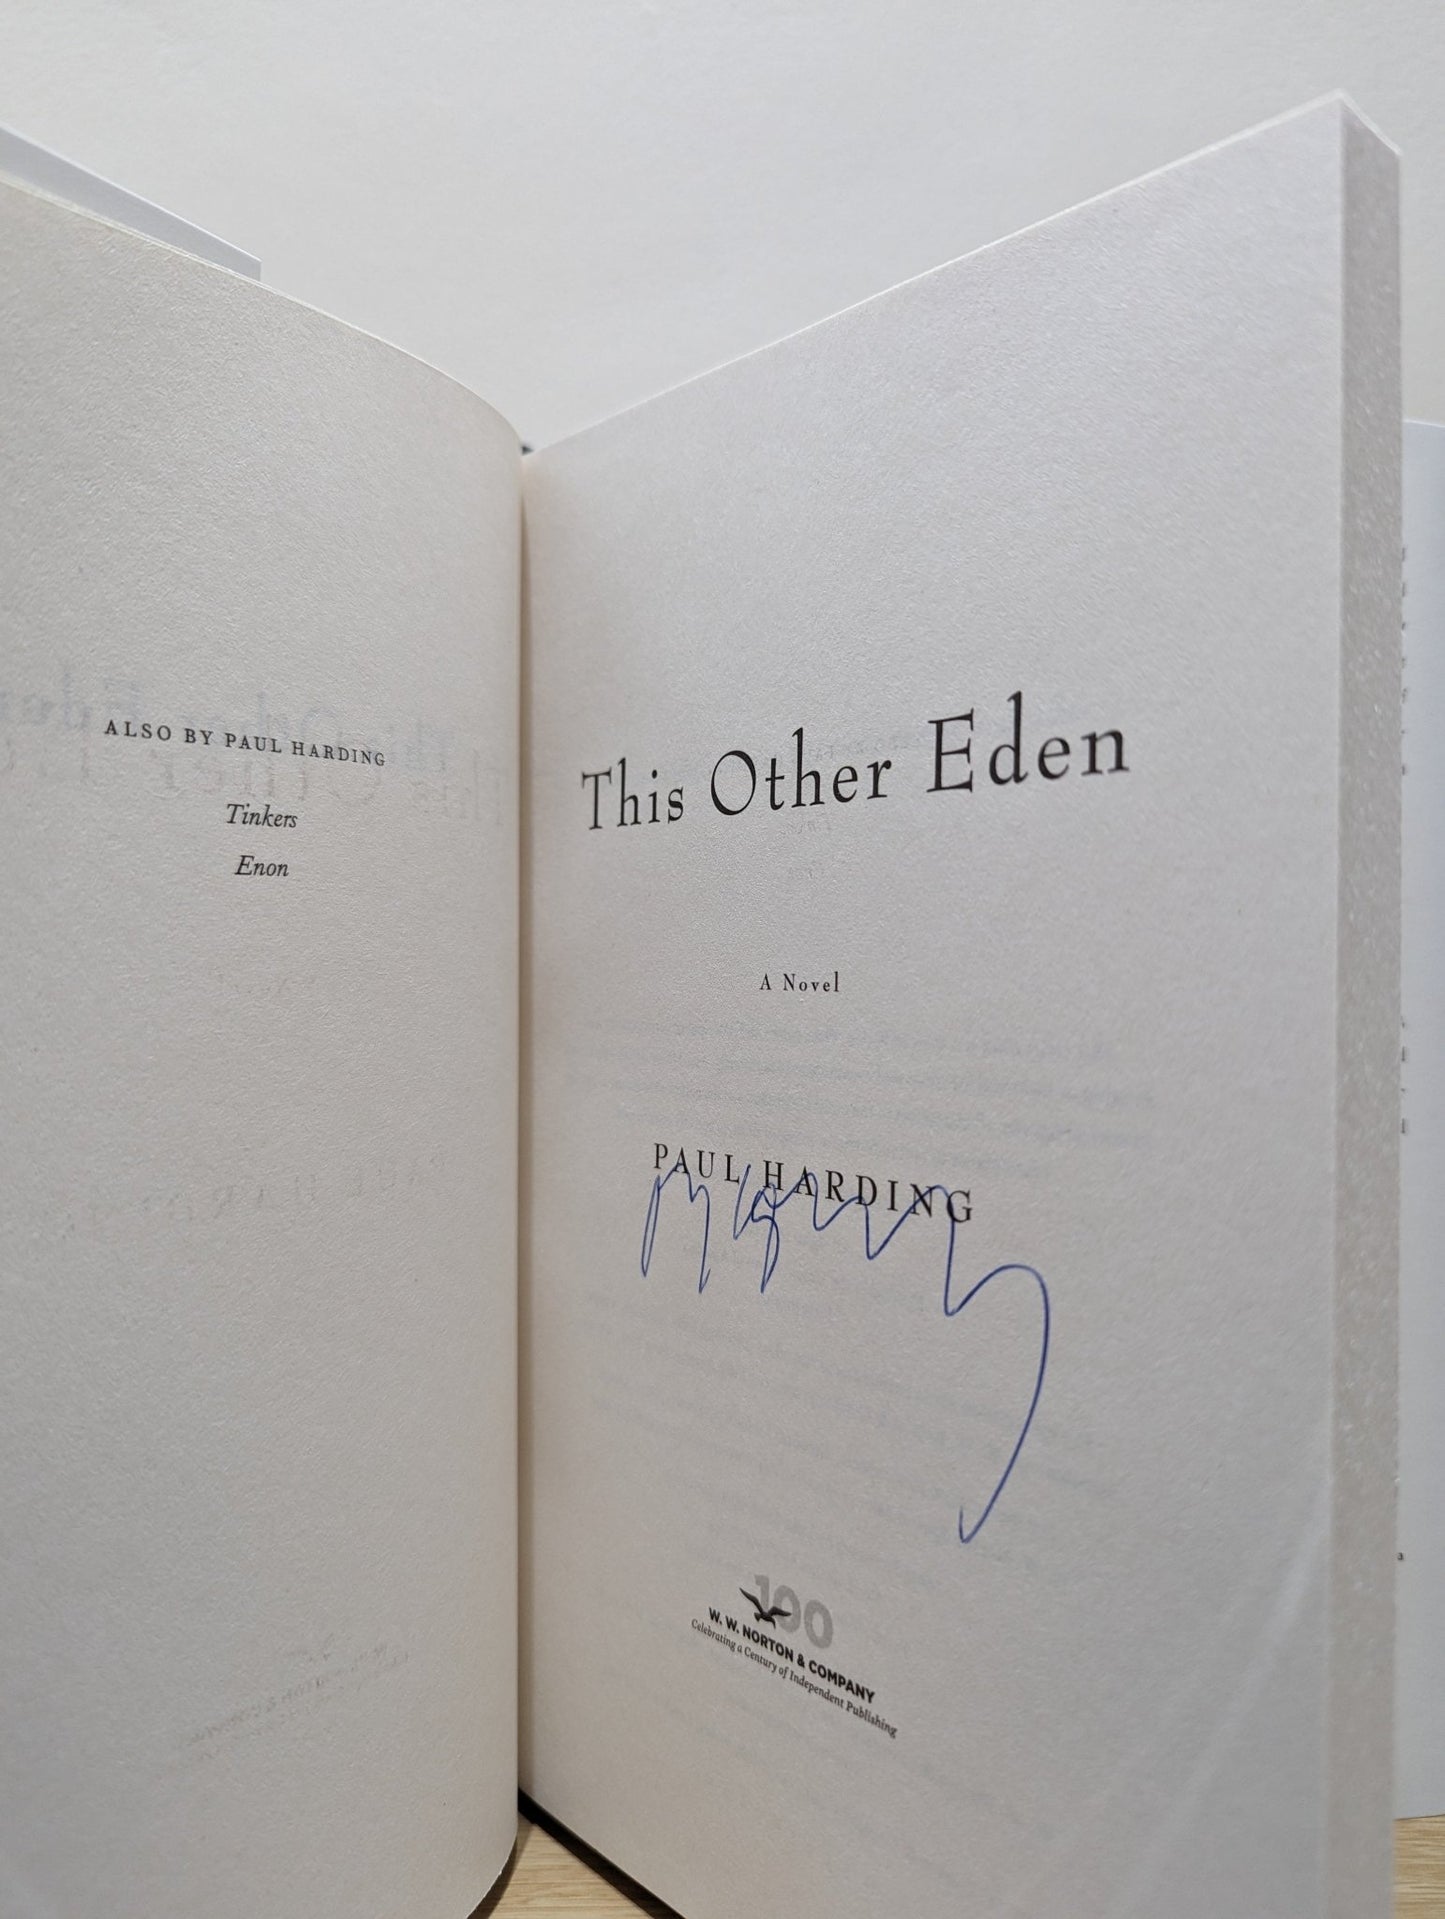 ALSO BY PAUL HARDING
Tinkers
Enon
This Other Eden
A Novel
PAUL HARDING
100
W. W. NORTON & COMPANY
Celebrating a Century of Independent Publishing